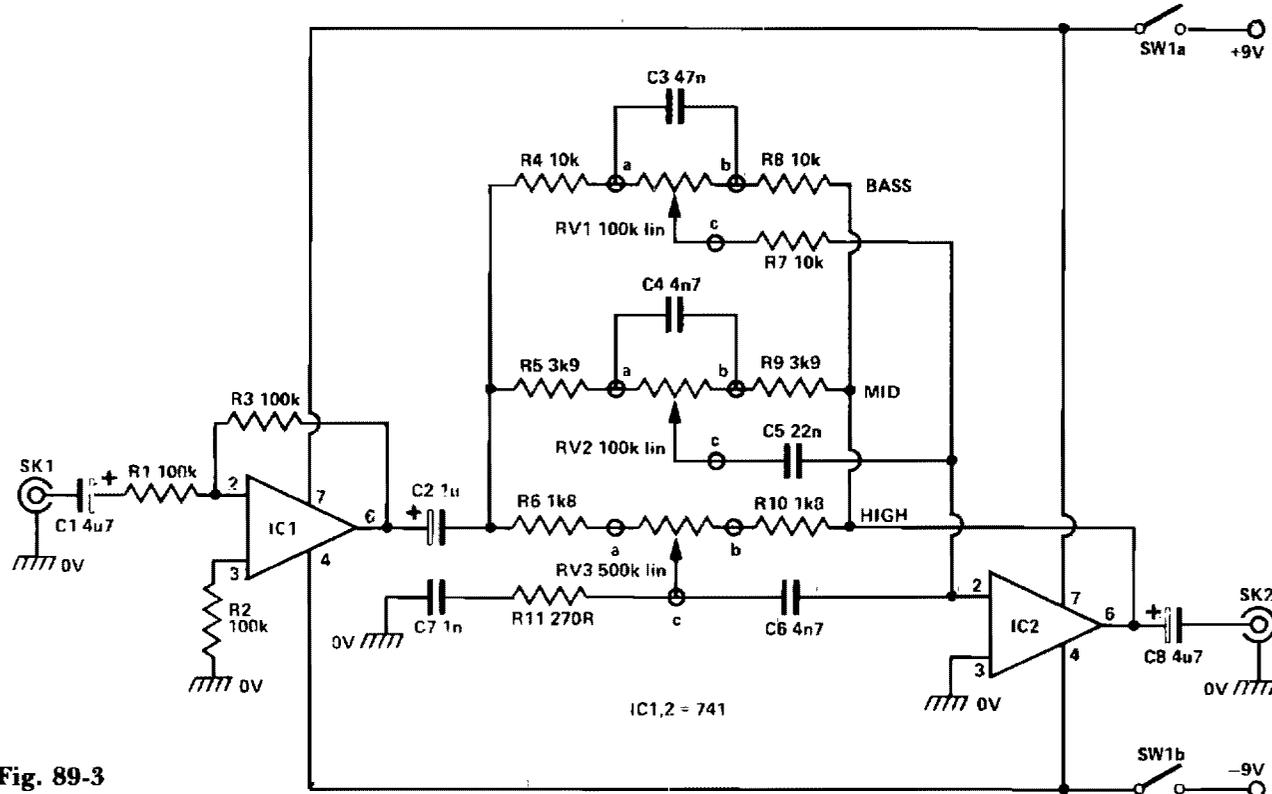 SW1a
+9V
C3 47n
R4 10k
a
b
R8 10k
BASS
RV1 100k lin
c
R7 10k
C4 4n7
R5 3k9
a
b
R9 3k9
MID
R3 100k
RV2 100k lin
c
C5 22n
SK1
+
R1 100k
2
7
C2 1u
+
R6 1k8
R10 1k8
HIGH
C1 4u7
IC1
6
a
b
0V
3
4
RV3 500k lin
R2
100k
C7 1n
R11 270R
c
C6 4n7
2
7
SK2
0V
IC2
6
+
3
4
C8 4u7
0V
0V
0V
IC1,2 = 741
SW1b
Fig. 89-3
−9V